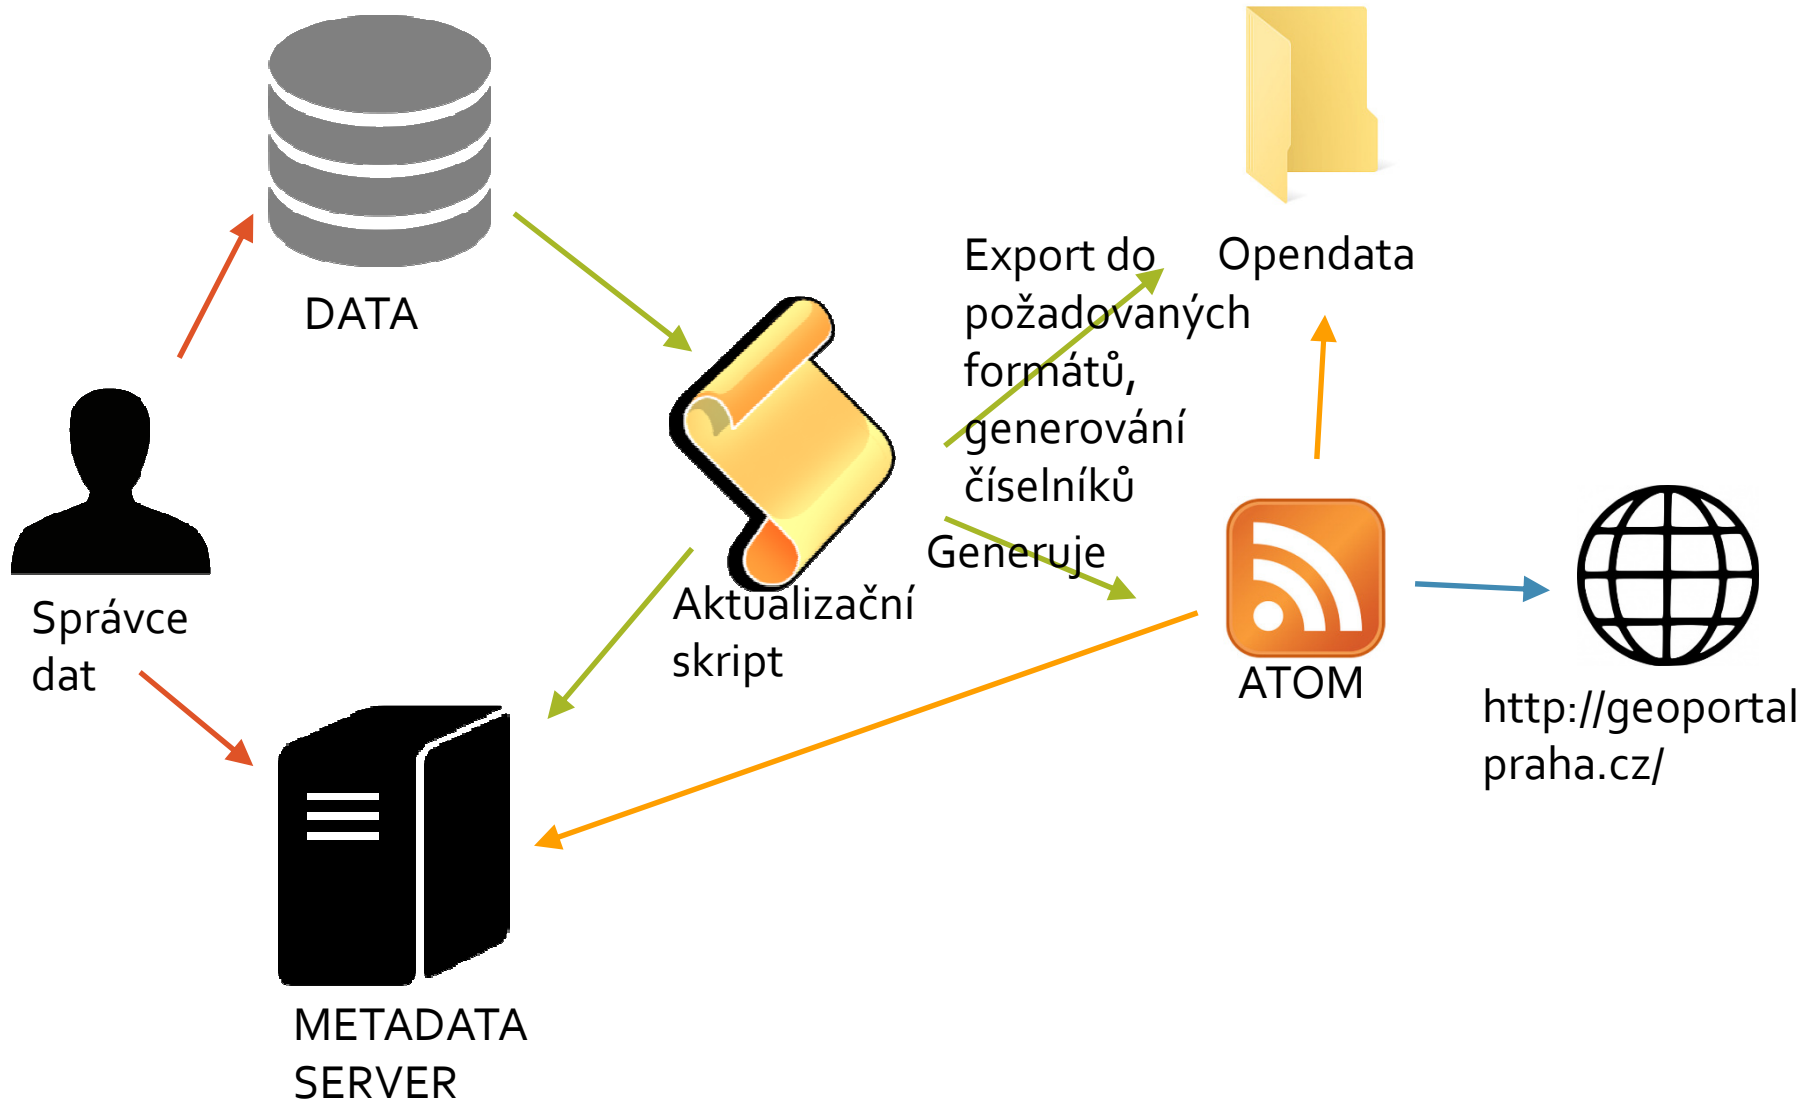 DATA
Správce
dat
METADATA
SERVER
Aktualizační
skript
Export do
požadovaných
formátů,
generování
číselníků
Generuje
Opendata
ATOM
http://geoportal
praha.cz/